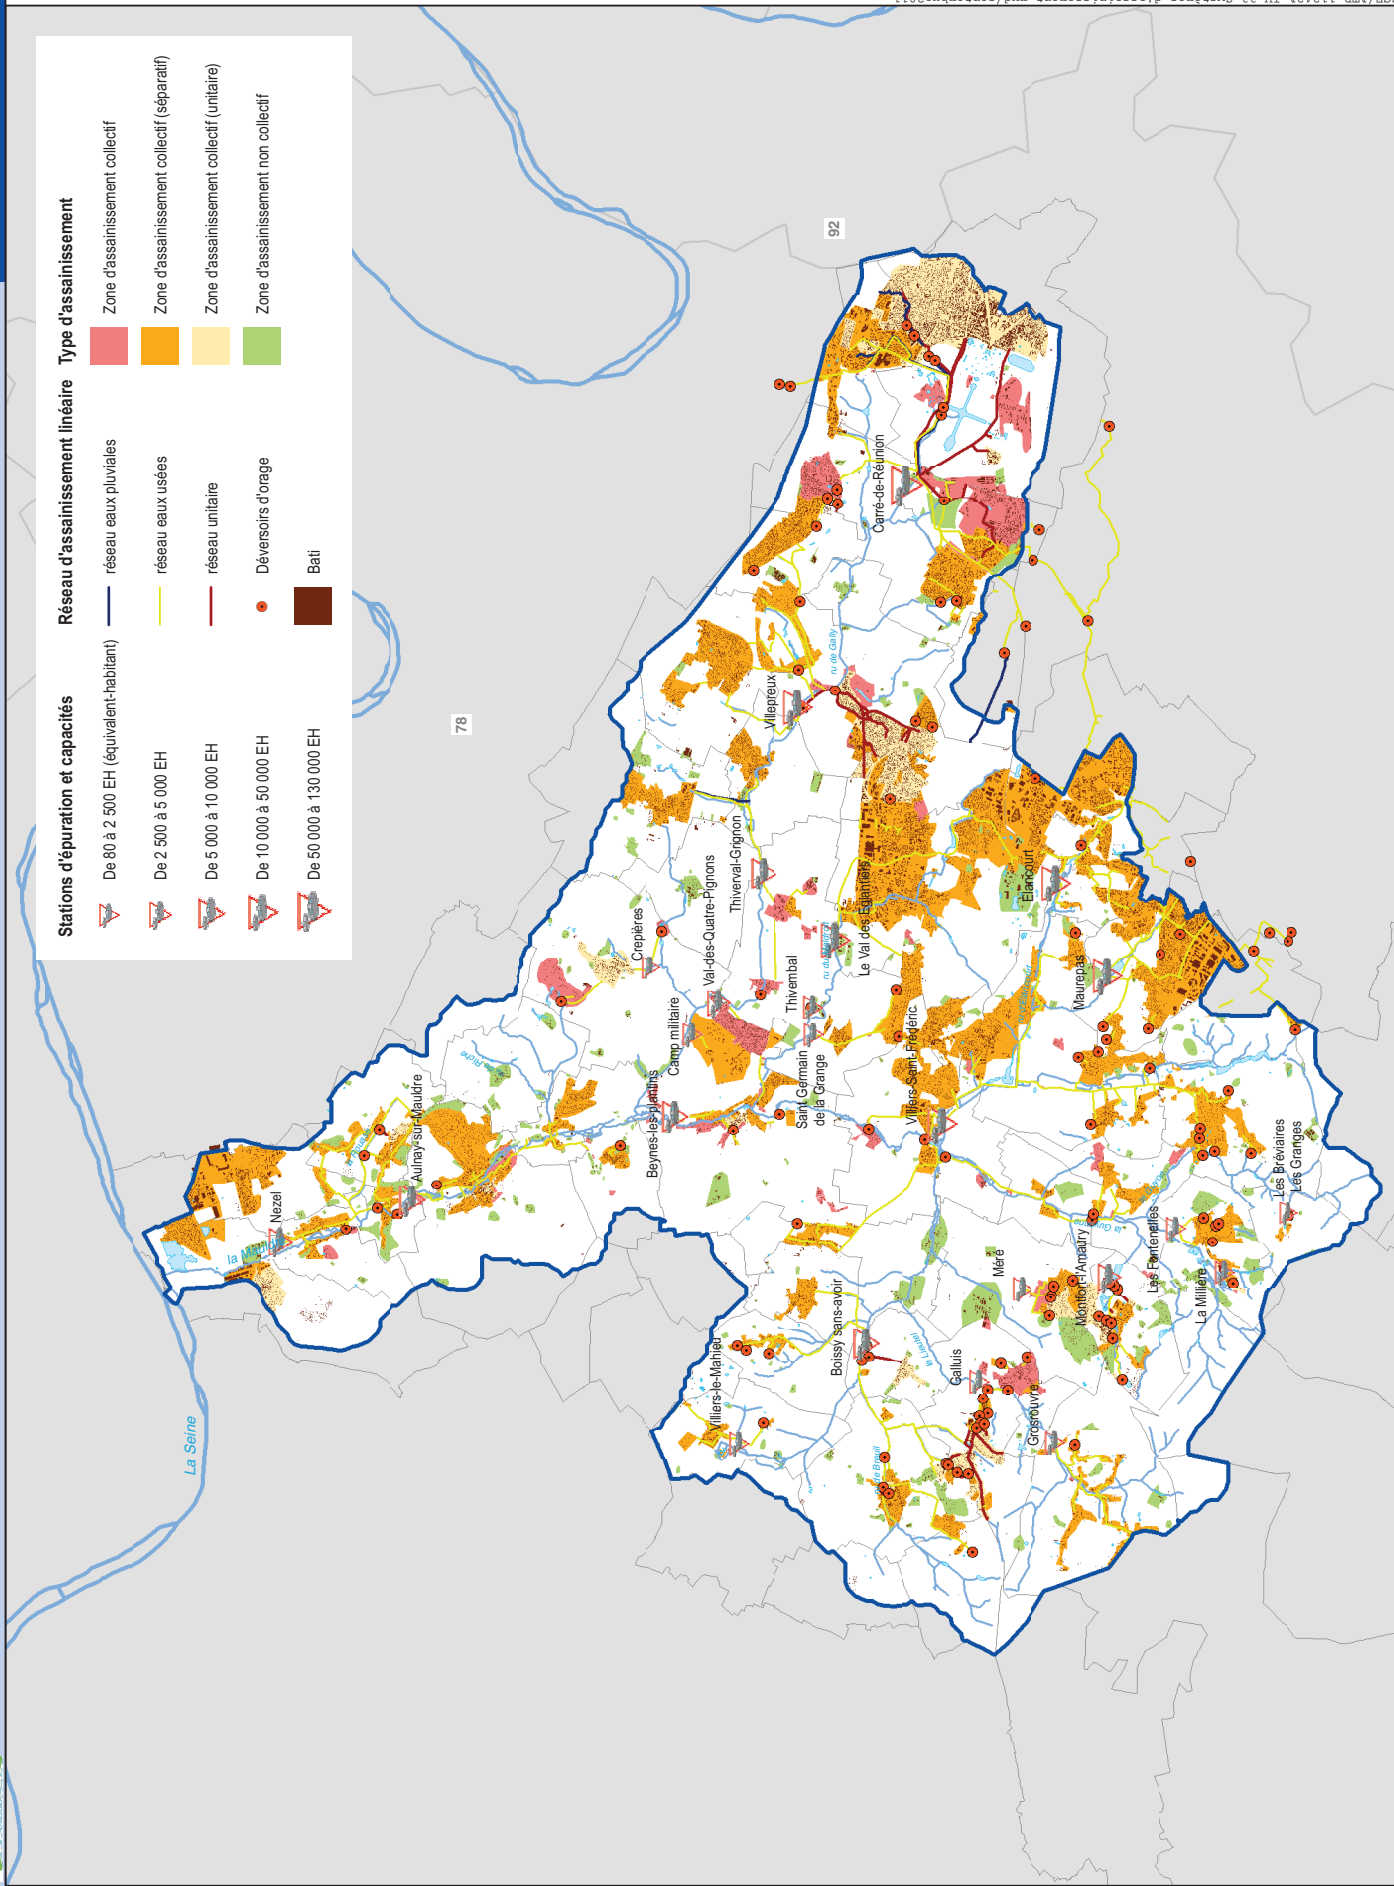 Stations d'épuration et capacités
De 80 à 2 500 EH (équivalent-habitant)
De 2 500 à 5 000 EH
De 5 000 à 10 000 EH
De 10 000 à 50 000 EH
De 50 000 à 130 000 EH
Réseau d'assainissement linéaire
réseau eaux pluviales
réseau eaux usées
réseau unitaire
Déversoirs d'orage
Bati
Type d'assainissement
Zone d'assainissement collectif
Zone d'assainissement collectif (séparatif)
Zone d'assainissement collectif (unitaire)
Zone d'assainissement non collectif
La Seine
78
92
la Mauldre
Nezel
Aulnay-sur-Mauldre
Crepières
Val-des-Quatre-Pignons
Camp militaire
Beynes-les-plantins
Thiverval-Grignon
Villepreux
ru de Gally
Carré-de-Réunion
Thivembal
Saint Germain
de la Grange
Le Val des Eglantiers
Villiers-Saint-Frédéric
Elancourt
Maurepas
Villiers-le-Mahieu
Boissy sans-avoir
le Lieutel
Méré
Galluis
Grosrouvre
Montfort-l'Amaury
la Guyonne
Les Fontenelles
La Milière
Les Bréviaires
Les Granges